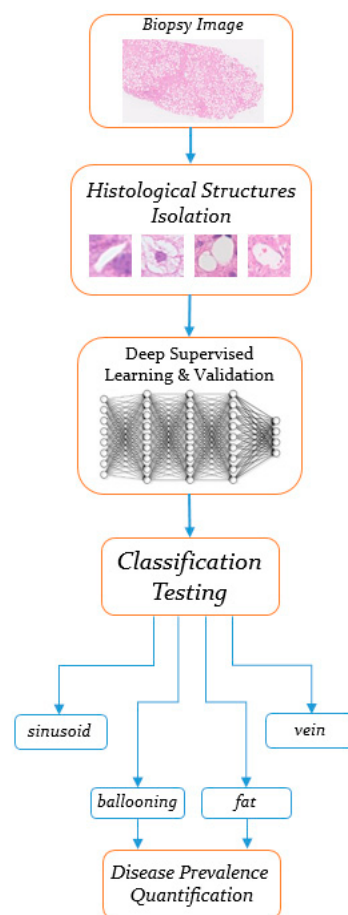 Biopsy Image
Histological Structures
Isolation
Deep Supervised
Learning & Validation
Classification
Testing
sinusoid
vein
ballooning
fat
Disease Prevalence
Quantification